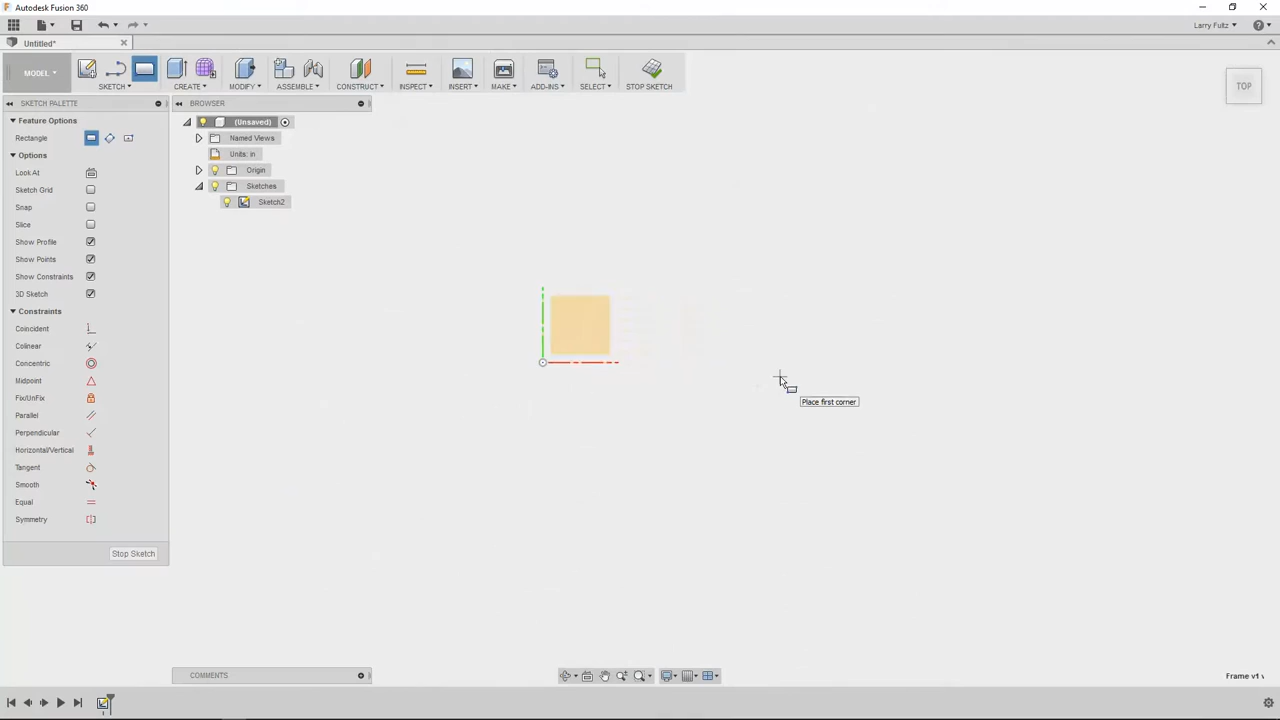 Autodesk Fusion 360
Larry Fultz
Untitled*
MODEL
SKETCH
CREATE
MODIFY
ASSEMBLE
CONSTRUCT
INSPECT
INSERT
MAKE
ADD-INS
SELECT
STOP SKETCH
TOP
SKETCH PALETTE
Feature Options
Rectangle
Options
Look At
Sketch Grid
Snap
Slice
Show Profile
Show Points
Show Constraints
3D Sketch
Constraints
Coincident
Colinear
Concentric
Midpoint
Fix/UnFix
Parallel
Perpendicular
Horizontal/Vertical
Tangent
Smooth
Equal
Symmetry
Stop Sketch
BROWSER
(Unsaved)
Named Views
Units: in
Origin
Sketches
Sketch2
Place first corner
COMMENTS
Frame v1 v